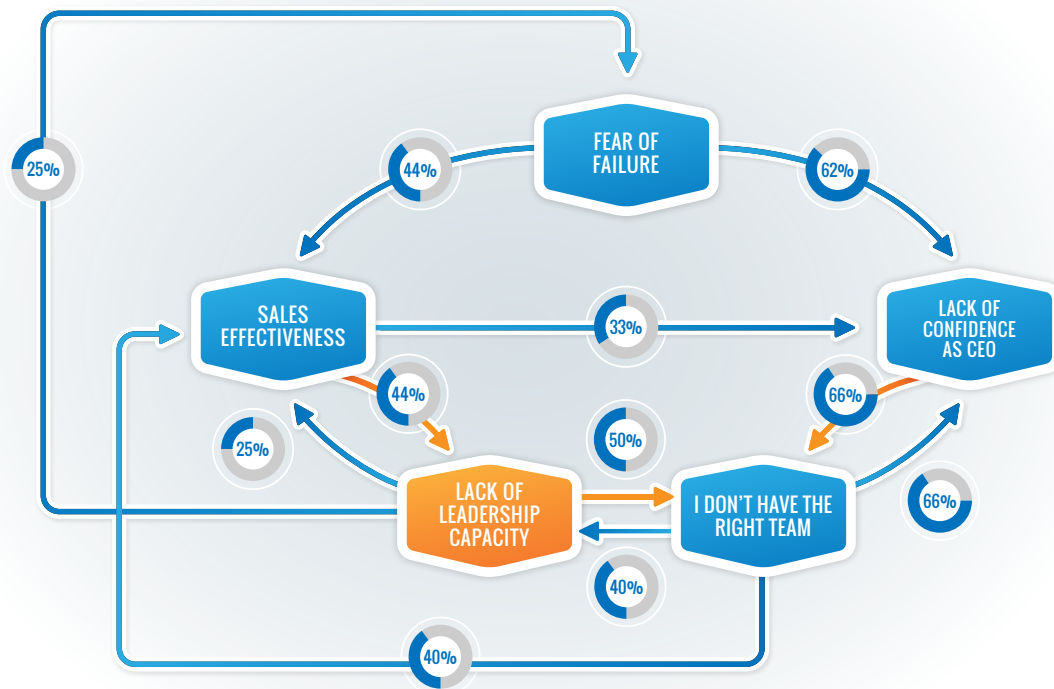 FEAR OF
FAILURE
25%
44%
62%
SALES
EFFECTIVENESS
33%
LACK OF
CONFIDENCE
AS CEO
44%
66%
25%
50%
LACK OF
LEADERSHIP
CAPACITY
I DON'T HAVE THE
RIGHT TEAM
66%
40%
40%